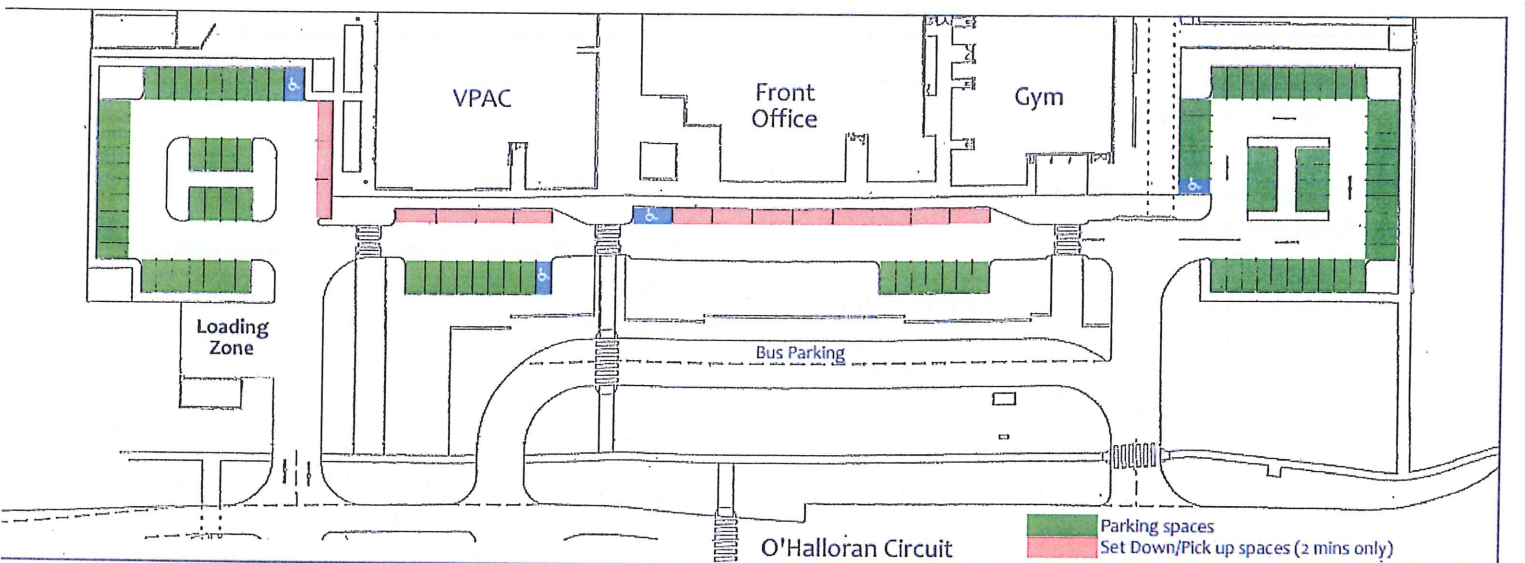 VPAC
Front
Office
Gym
Loading
Zone
Bus Parking
O'Halloran Circuit
Parking spaces
Set Down/Pick up spaces (2 mins only)